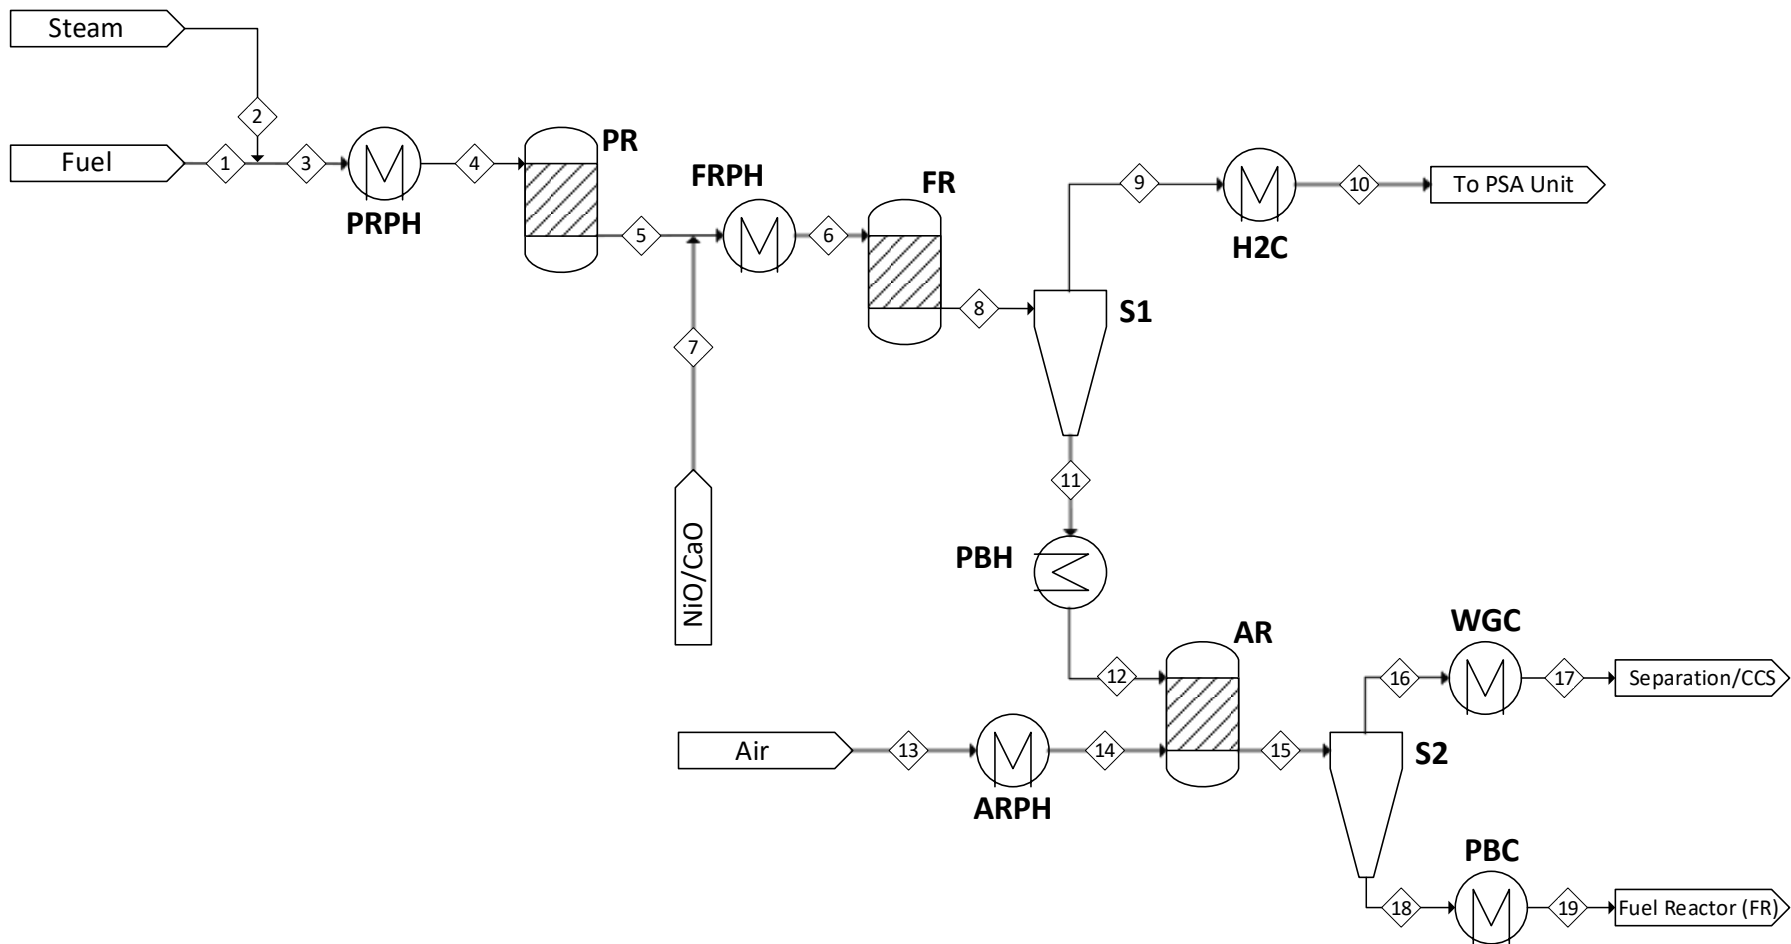 Steam
2
Fuel
1
3
PRPH
4
PR
5
FRPH
6
FR
7
NiO/CaO
8
S1
9
H2C
10
To PSA Unit
11
PBH
12
AR
Air
13
ARPH
14
15
S2
16
WGC
17
Separation/CCS
18
PBC
19
Fuel Reactor (FR)